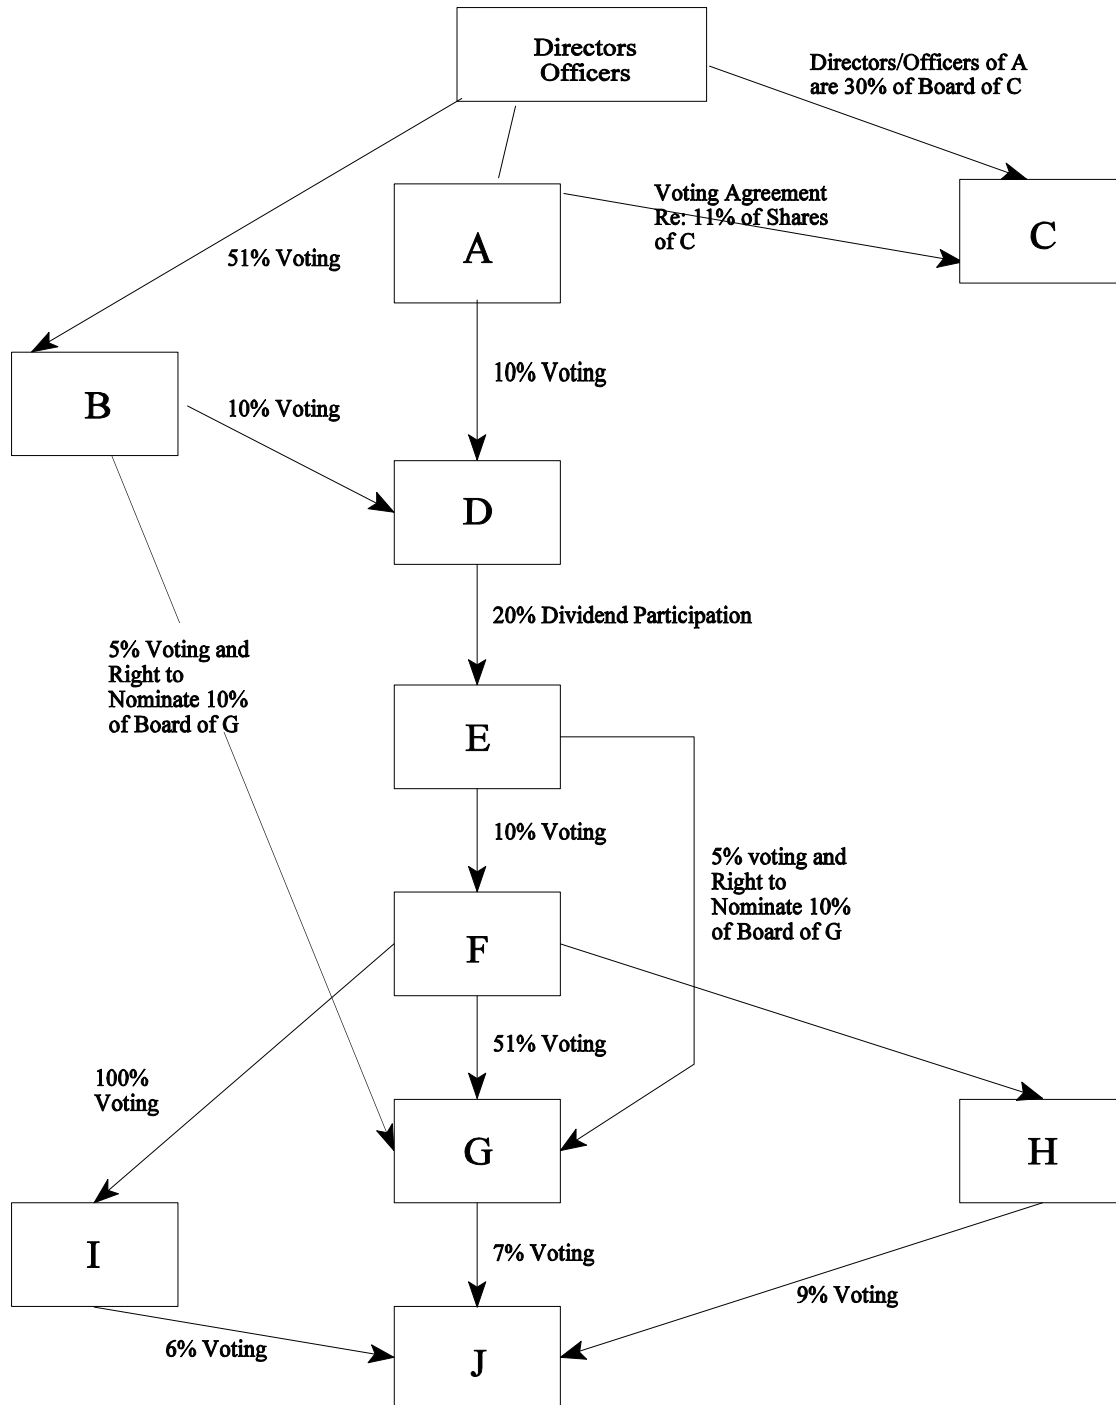 Directors
Officers
Directors/Officers of A
are 30% of Board of C
Voting Agreement
Re: 11% of Shares
of C
A
C
51% Voting
10% Voting
B
10% Voting
D
20% Dividend Participation
5% Voting and
Right to
Nominate 10%
of Board of G
E
10% Voting
5% voting and
Right to
Nominate 10%
of Board of G
F
51% Voting
100%
Voting
G
H
I
7% Voting
9% Voting
6% Voting
J